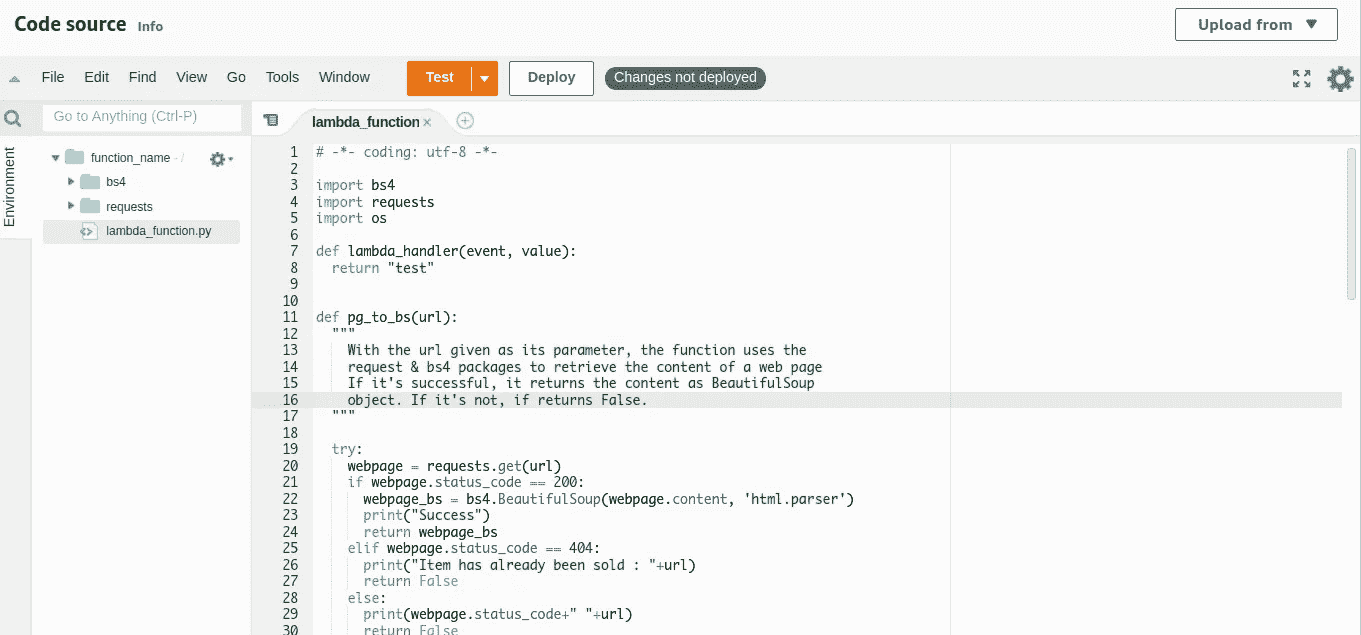 Code source Info
Upload from
File Edit Find View Go Tools Window Test Deploy Changes not deployed
Go to Anything (Ctrl-P)
lambda_function ×
Environment
function_name - /
bs4
requests
lambda_function.py
1 # -*- coding: utf-8 -*-
2
3 import bs4
4 import requests
5 import os
6
7 def lambda_handler(event, value):
8 return "test"
9
10
11 def pg_to_bs(url):
12 """
13 With the url given as its parameter, the function uses the
14 request & bs4 packages to retrieve the content of a web page
15 If it's successful, it returns the content as BeautifulSoup
16 object. If it's not, if returns False.
17 """
18
19 try:
20 webpage = requests.get(url)
21 if webpage.status_code == 200:
22 webpage_bs = bs4.BeautifulSoup(webpage.content, 'html.parser')
23 print("Success")
24 return webpage_bs
25 elif webpage.status_code == 404:
26 print("Item has already been sold : "+url)
27 return False
28 else:
29 print(webpage.status_code+" "+url)
30 return False